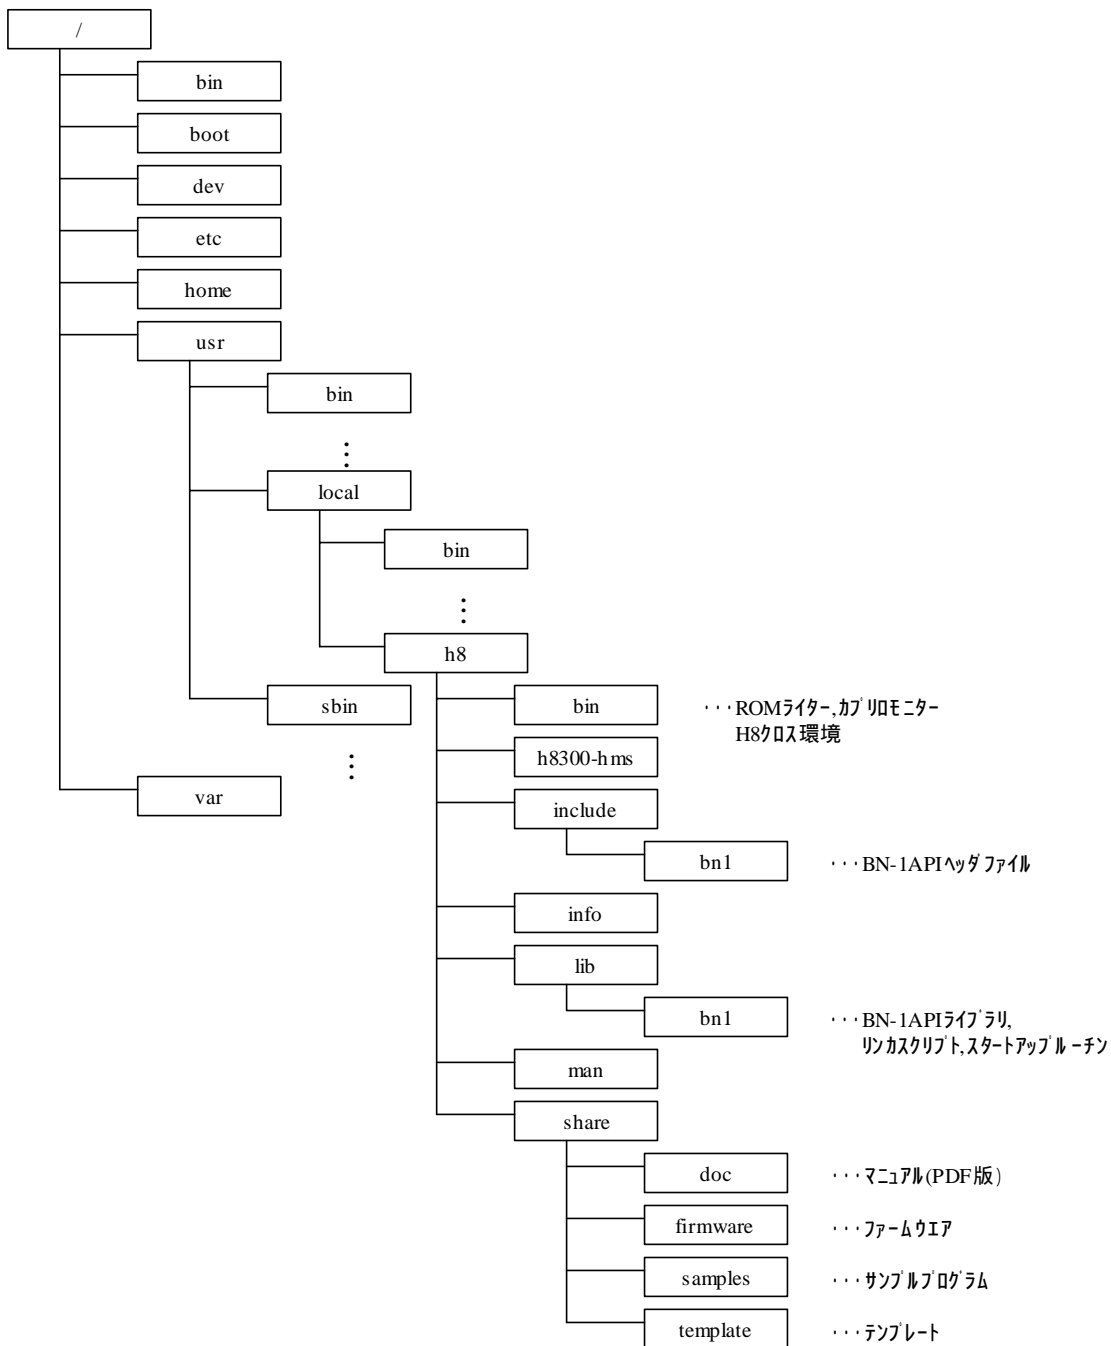 /
bin
boot
dev
etc
home
usr
bin
⋮
local
bin
⋮
h8
sbin
bin
･･･ROMライター,カブリロモニター
H8クロス環境
⋮
h8300-hms
var
include
bn1
･･･BN-1APIヘッダファイル
info
lib
bn1
･･･BN-1APIライブラリ,
リンカスクリプト,スタートアップルーチン
man
share
doc
･･･マニュアル(PDF版)
firmware
･･･ファームウエア
samples
･･･サンプルプログラム
template
･･･テンプレート